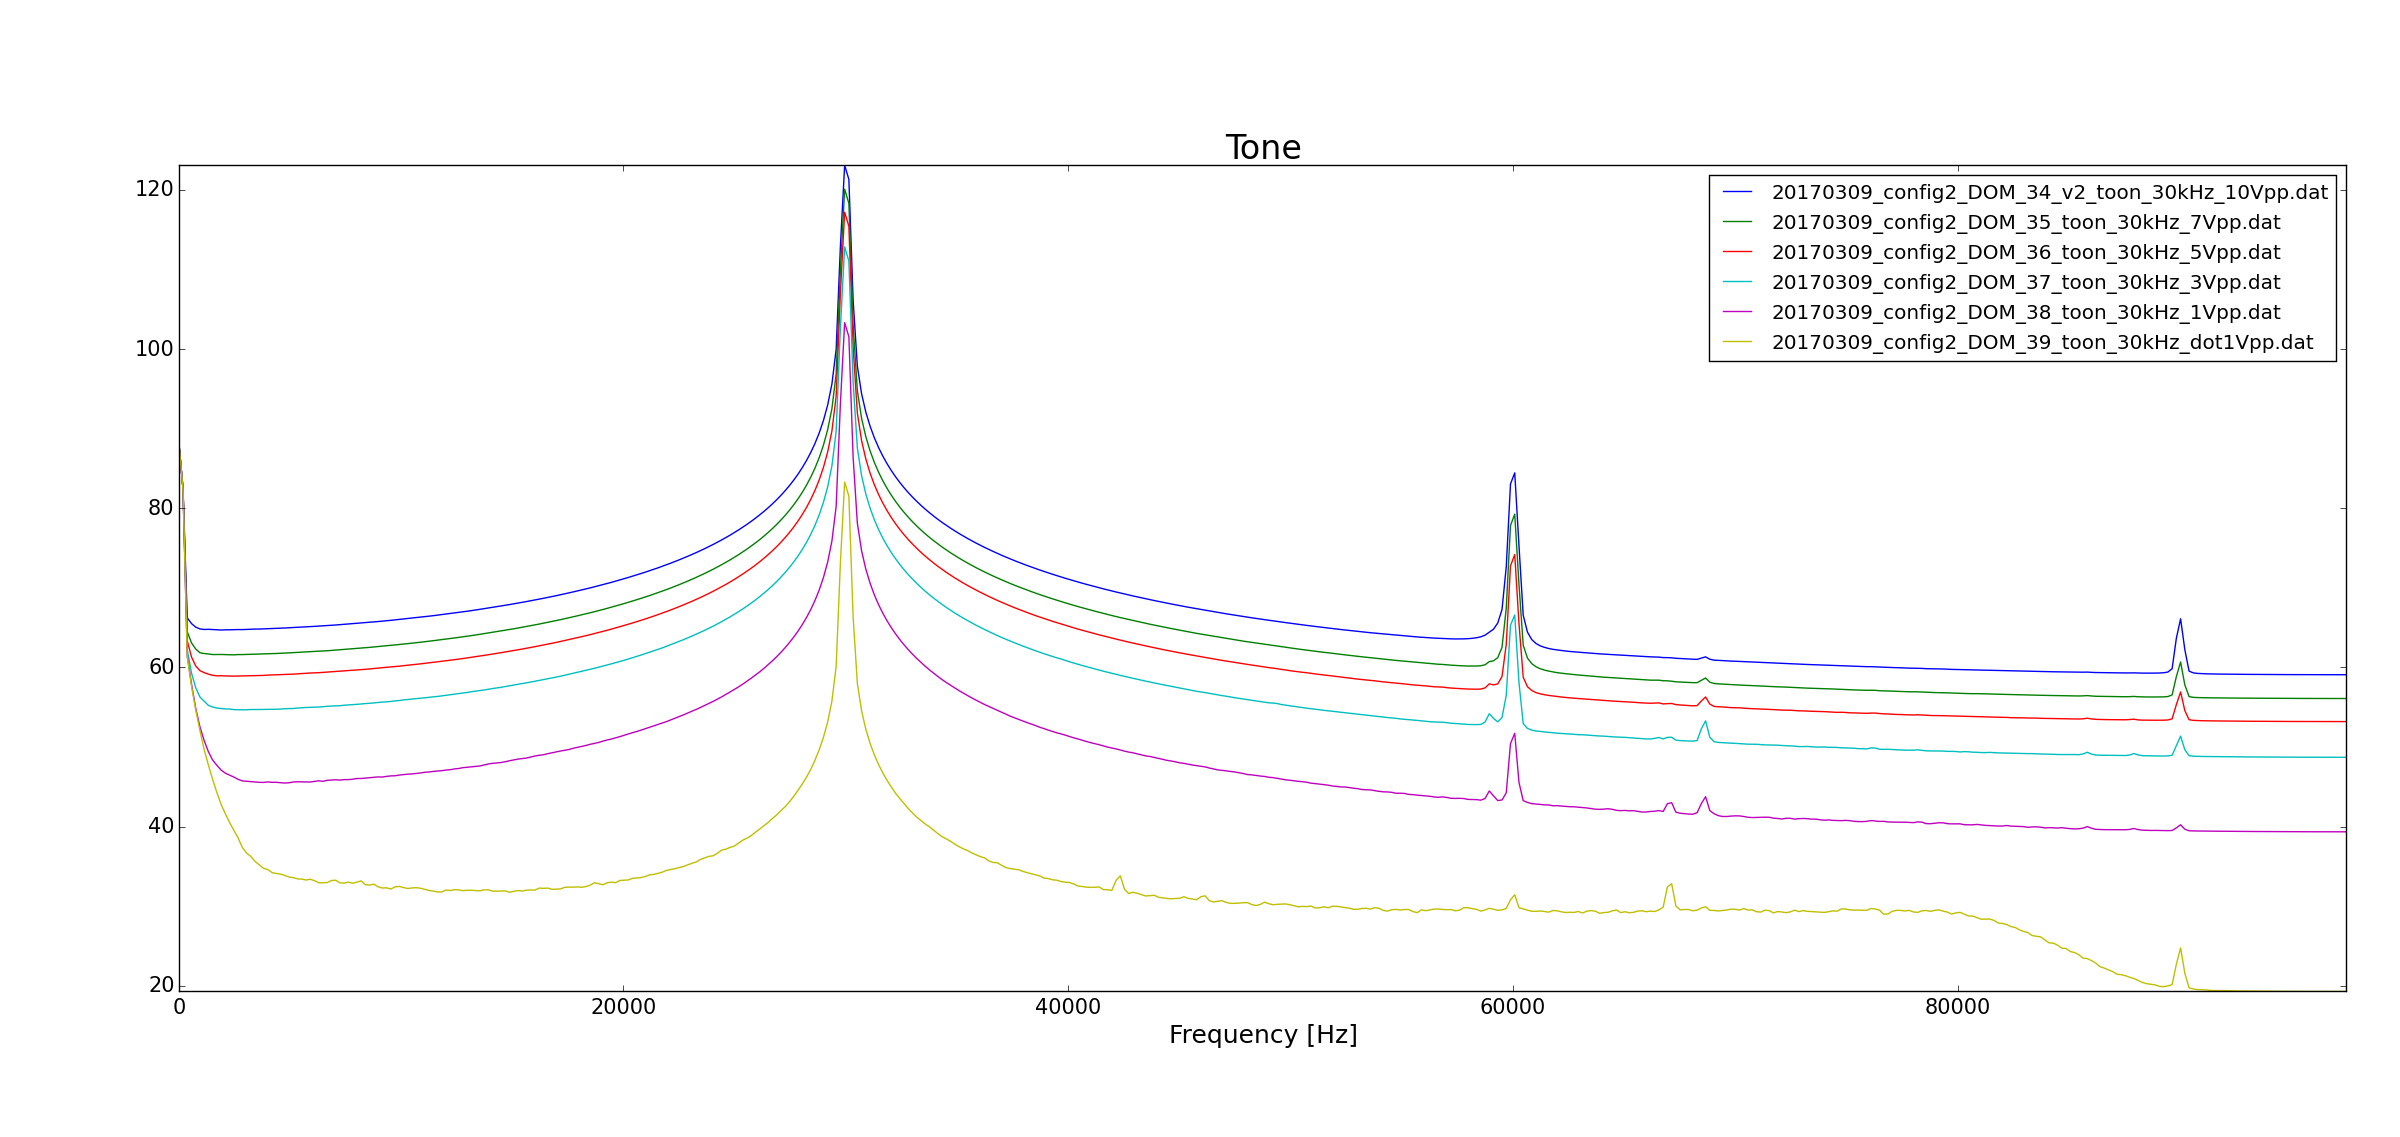 Tone
120
100
80
60
40
20
0
20000
40000
60000
80000
Frequency [Hz]
20170309_config2_DOM_34_v2_toon_30kHz_10Vpp.dat
20170309_config2_DOM_35_toon_30kHz_7Vpp.dat
20170309_config2_DOM_36_toon_30kHz_5Vpp.dat
20170309_config2_DOM_37_toon_30kHz_3Vpp.dat
20170309_config2_DOM_38_toon_30kHz_1Vpp.dat
20170309_config2_DOM_39_toon_30kHz_dot1Vpp.dat